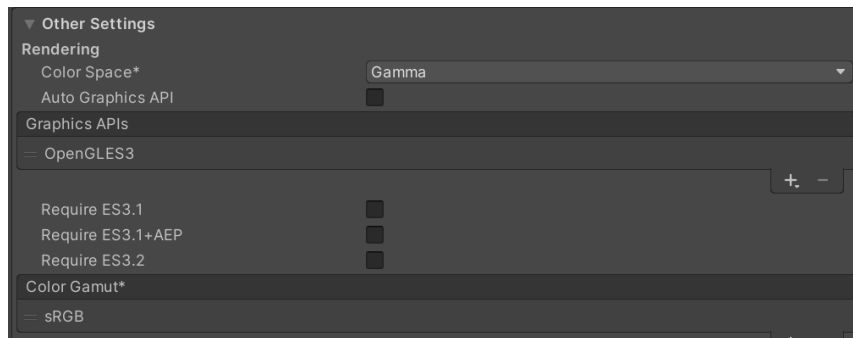 Other Settings
Rendering
Color Space* Gamma
Auto Graphics API
Graphics APIs
OpenGLES3
Require ES3.1
Require ES3.1+AEP
Require ES3.2
Color Gamut*
sRGB